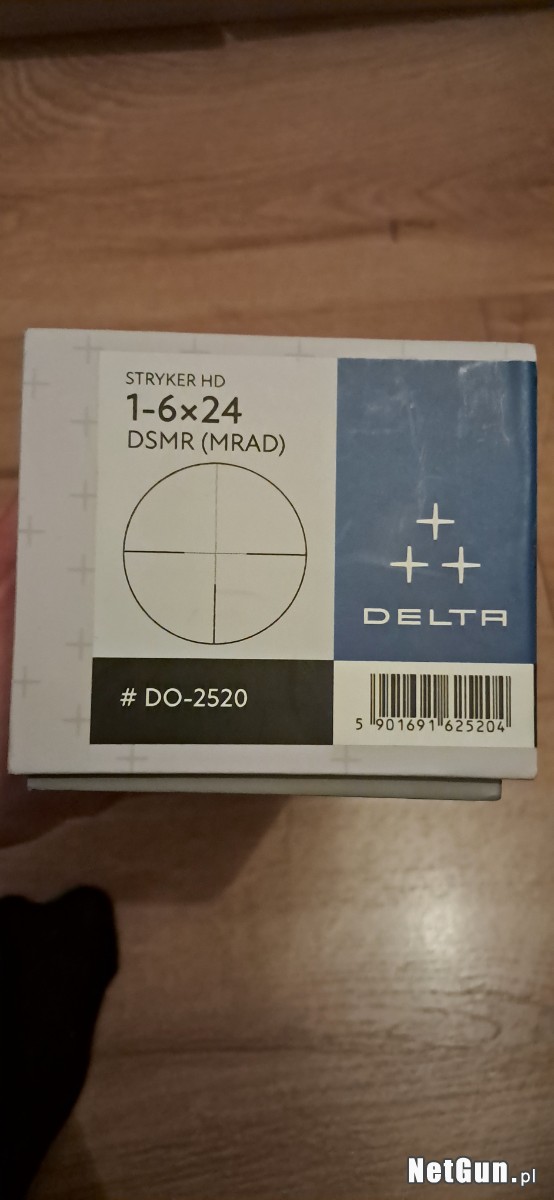 STRYKER HD
1-6×24
DSMR (MRAD)
DELTA
# DO-2520
5 901691 625204
NetGun.pl